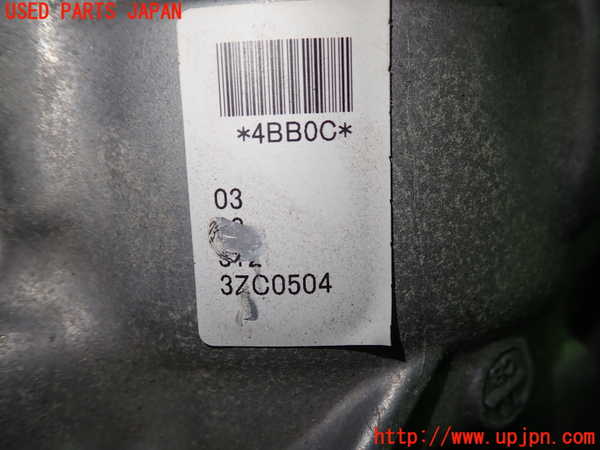 USED PARTS JAPAN
*4BB0C*
03
3ZC0504
http://www.upjpn.com/